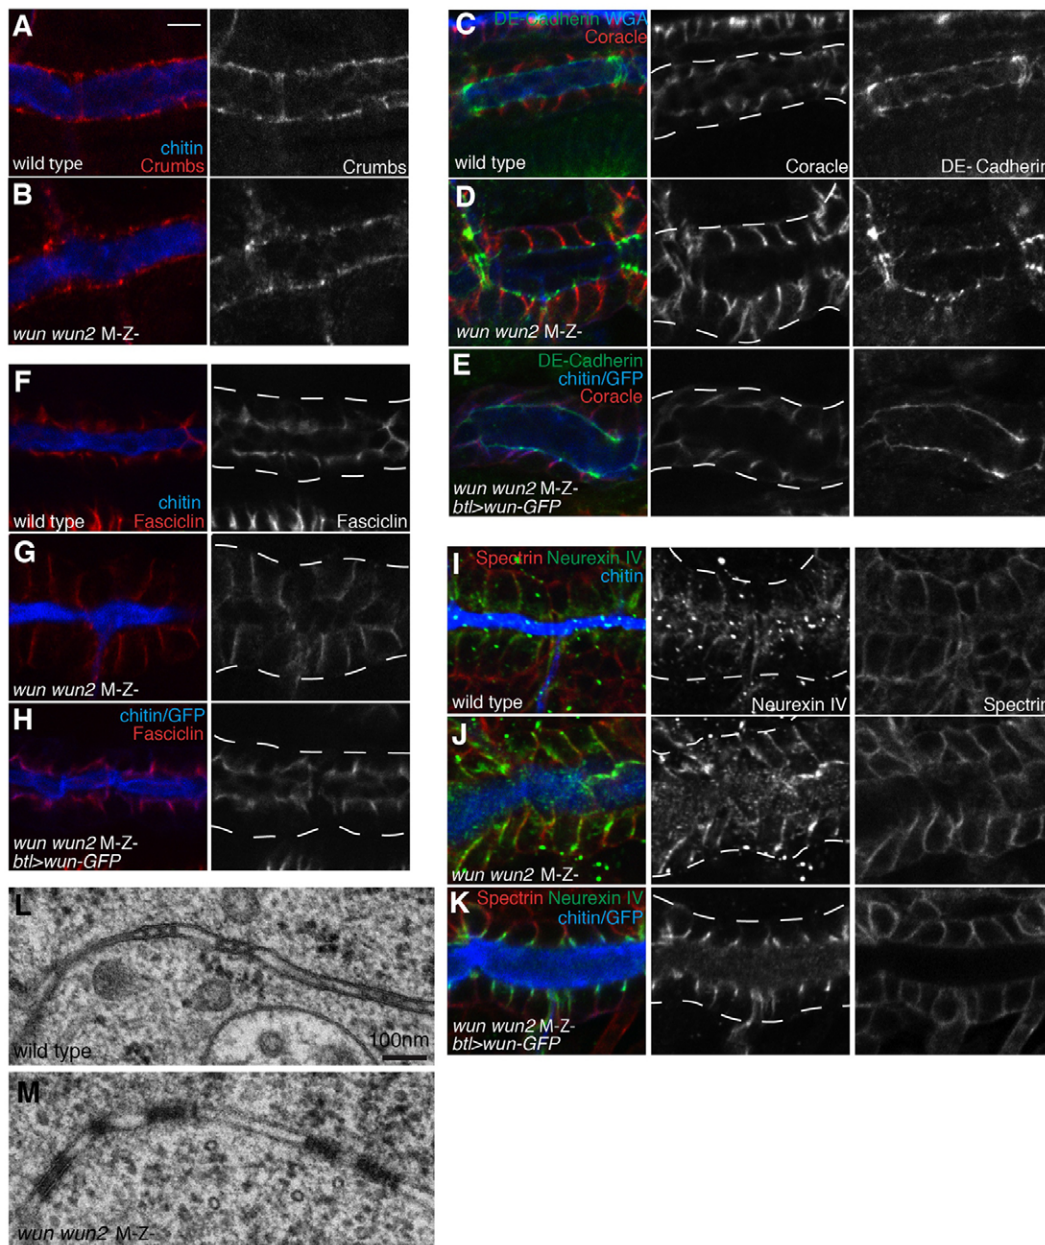 A
chitin
wild type Crumbs
Crumbs
B
wun wun2 M-Z-
C
DE-Cadherin WGA
Coracle
wild type
Coracle
DE-Cadherin
D
wun wun2 M-Z-
E
DE-Cadherin
chitin/GFP
Coracle
wun wun2 M-Z-
btl>wun-GFP
F
chitin
wild type Fasciclin
Fasciclin
G
wun wun2 M-Z-
H
chitin/GFP
Fasciclin
wun wun2 M-Z-
btl>wun-GFP
I
Spectrin Neurexin IV
chitin
wild type
Neurexin IV
Spectrin
J
wun wun2 M-Z-
K
Spectrin Neurexin IV
chitin/GFP
wun wun2 M-Z-
btl>wun-GFP
L
wild type
100nm
M
wun wun2 M-Z-